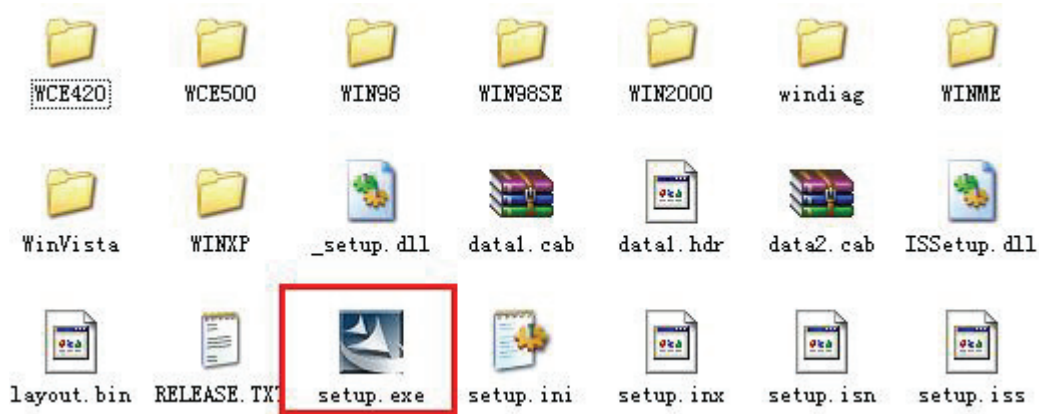 WCE420 WCE500 WIN98 WIN98SE WIN2000 windiag WINME
WinVista WINXP _setup.dll data1.cab data1.hdr data2.cab ISSetup.dll
layout.bin RELEASE.TXT setup.exe setup.ini setup.inx setup.isn setup.iss